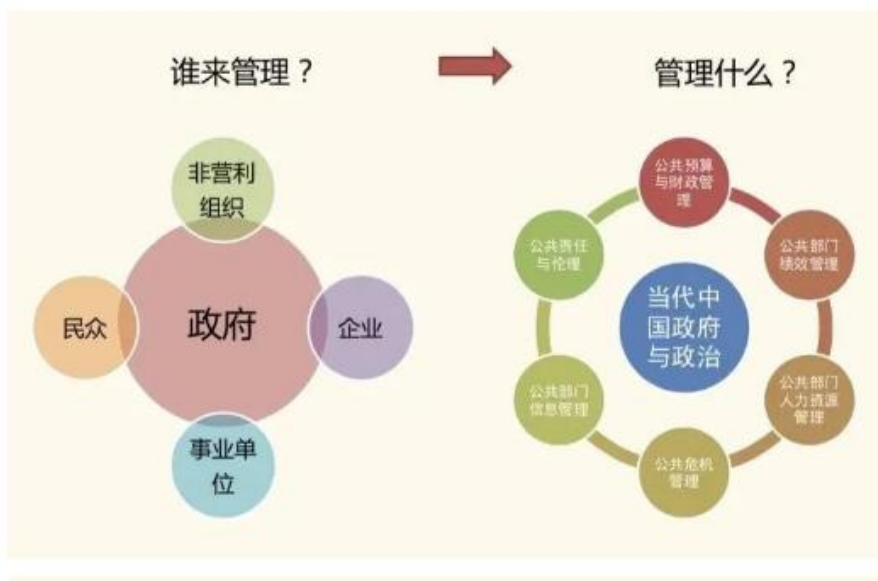 谁来管理？
管理什么？
非营利
组织
民众
政府
企业
事业单
位
公共预算
与财政管
理
公共责任
与伦理
公共部门
绩效管理
当代中
国政府
与政治
公共部门
信息管理
公共部门
人力资源
管理
公共危机
管理